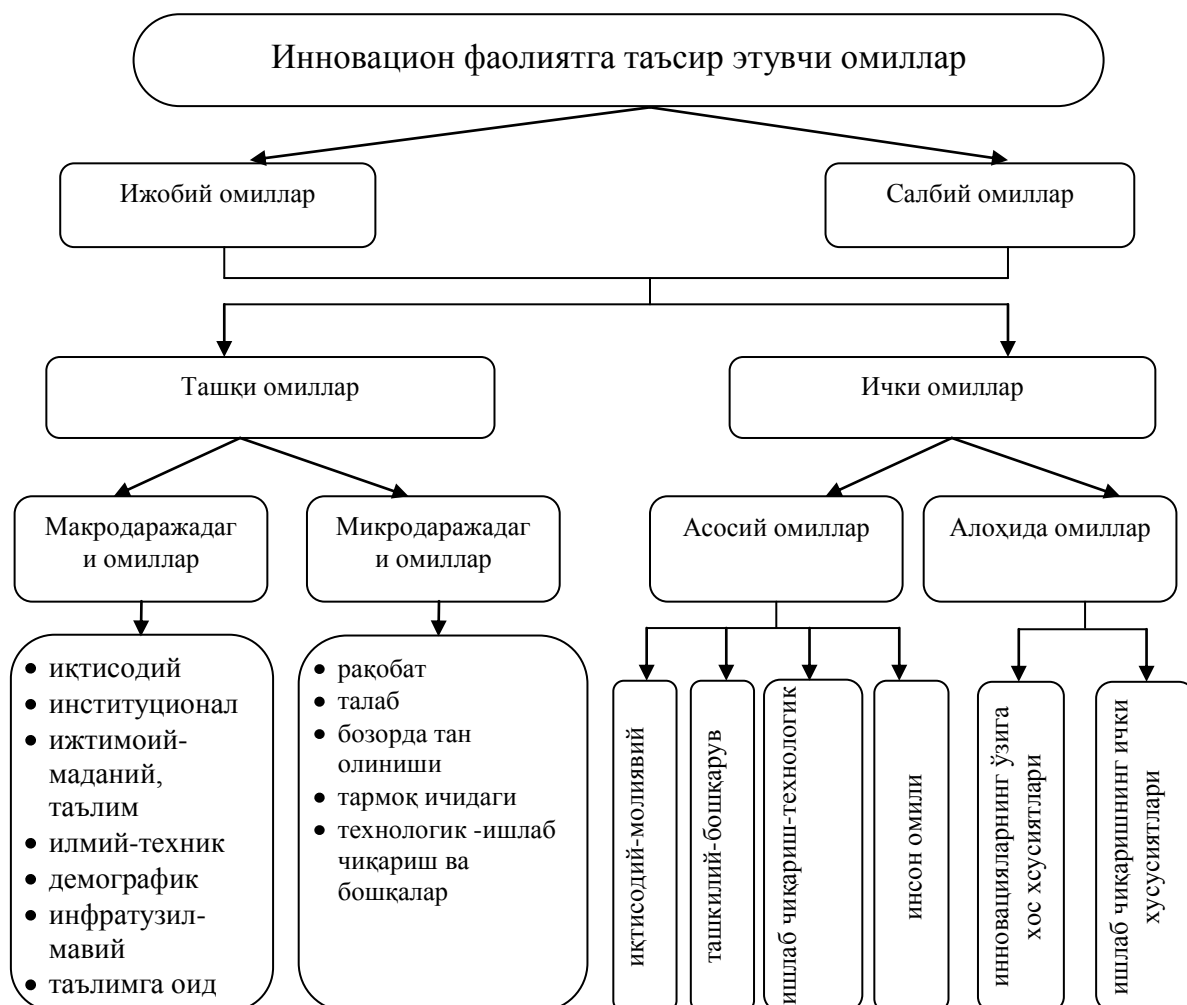 Инновацион фаолиятга таъсир этувчи омиллар
Ижобий омиллар
Салбий омиллар
Ташқи омиллар
Ички омиллар
Макродаражадаг
и омиллар
Микродаражадаг
и омиллар
Асосий омиллар
Алоҳида омиллар
• иқтисодий
• институционал
• ижтимоий-
маданий,
таълим
• илмий-техник
• демографик
• инфратузил-
мавий
• таълимга оид
• рақобат
• талаб
• бозорда тан
олиниши
• тармоқ ичидаги
• технологик -ишлаб
чиқариш ва
бошқалар
иқтисодий-молиявий
ташкилий-бошқарув
ишлаб чиқариш-технологик
инсон омили
инновацияларнинг ўзига
хос хсусиятлари
ишлаб чиқаришнинг ички
хусусиятлари